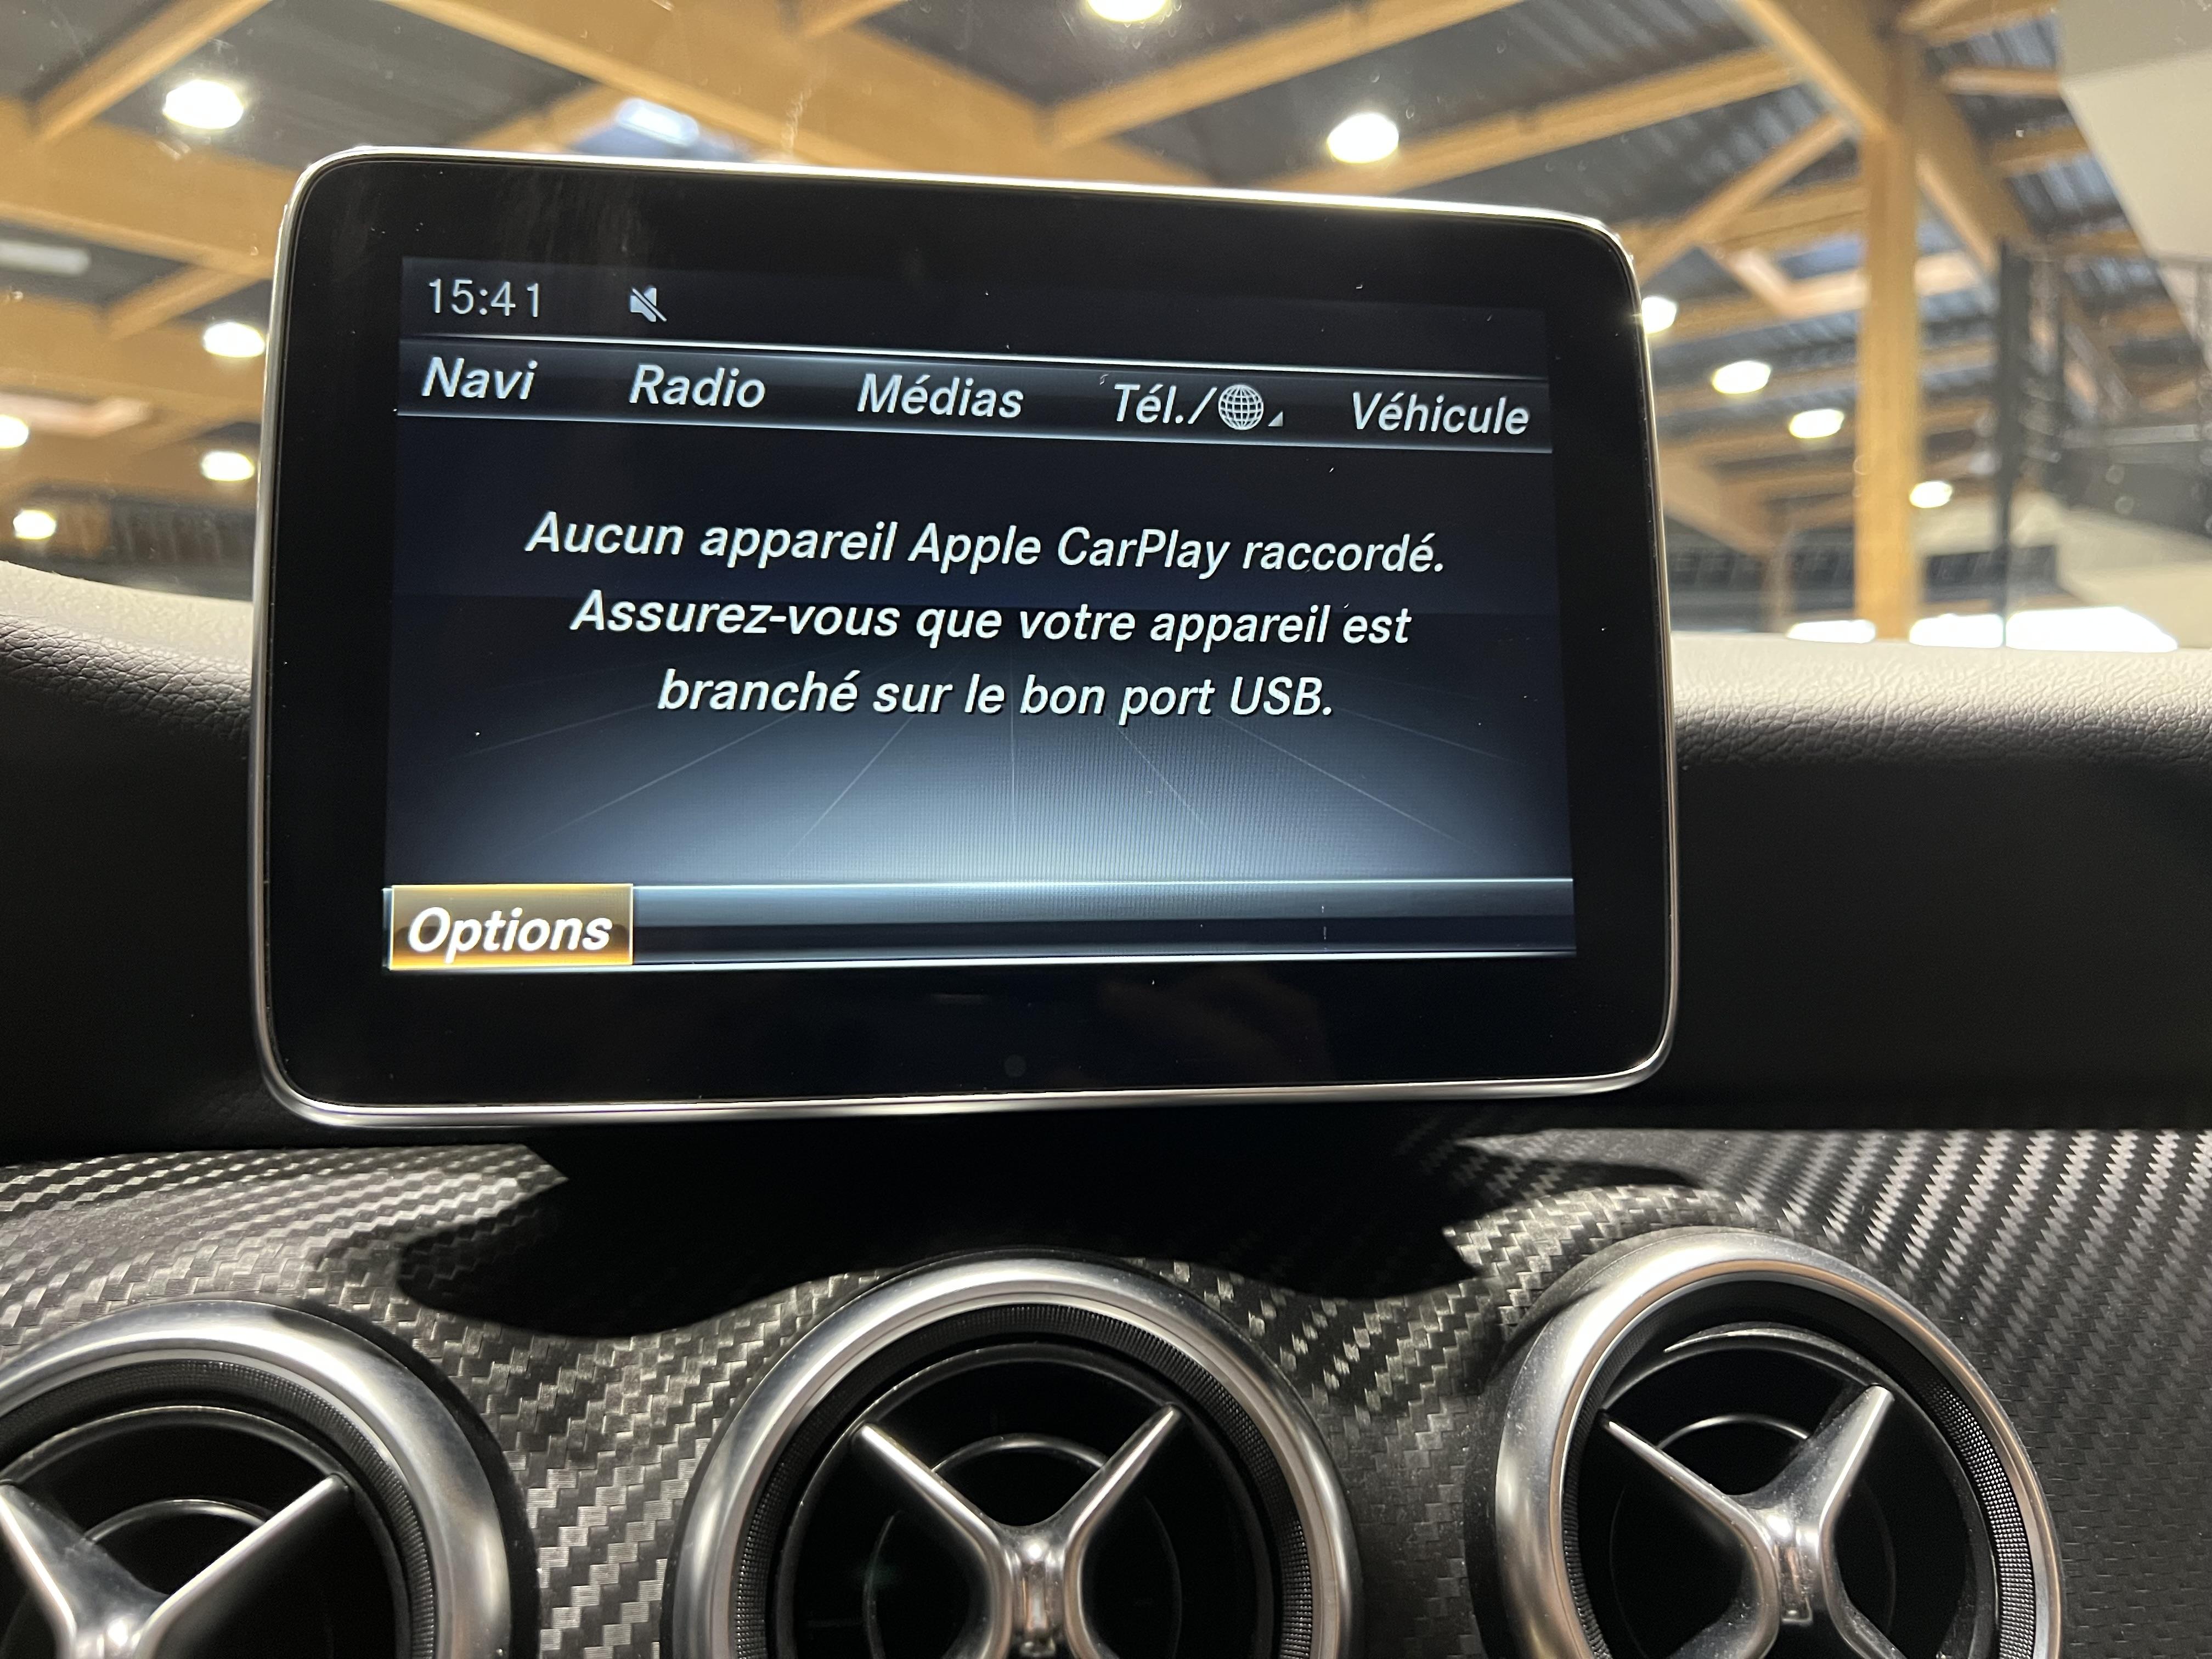 15:41
Navi Radio Médias Tél./ Véhicule
Aucun appareil Apple CarPlay raccordé.
Assurez-vous que votre appareil est
branché sur le bon port USB.
Options